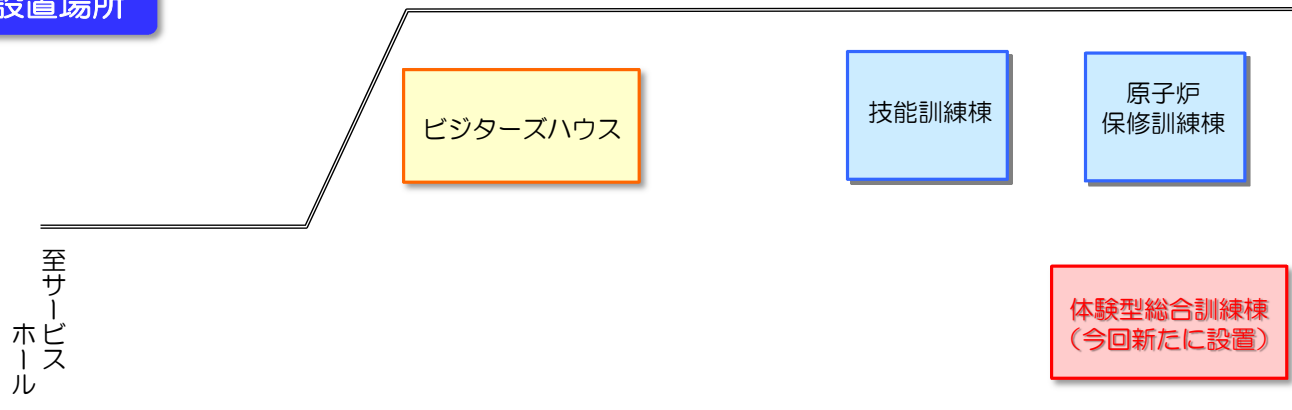 設置場所
ビジターズハウス
技能訓練棟
原子炉
保修訓練棟
至サービス
ホール
体験型総合訓練棟
（今回新たに設置）